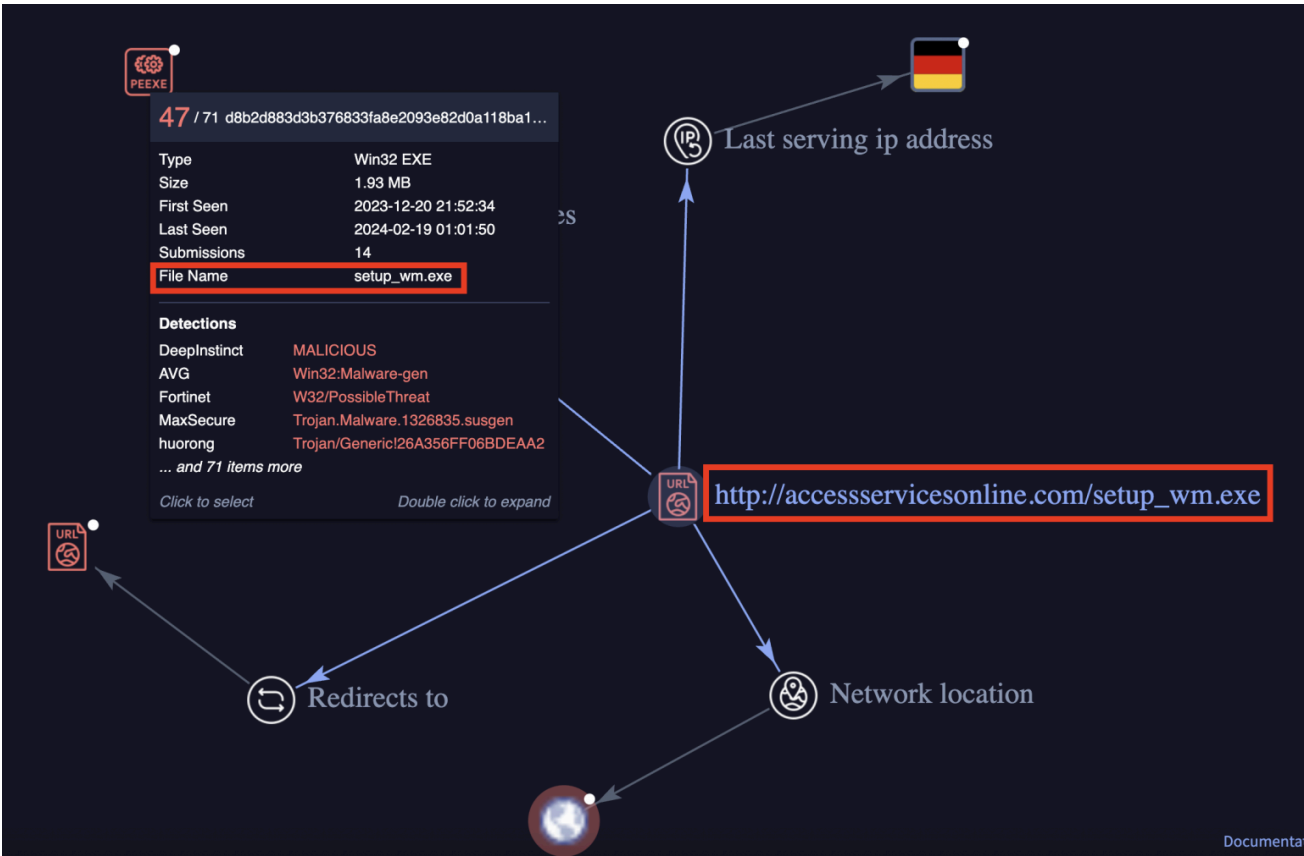 PEEXE
47 / 71 d8b2d883d3b376833fa8e2093e82d0a118ba1...
Type Win32 EXE
Size 1.93 MB
First Seen 2023-12-20 21:52:34
Last Seen 2024-02-19 01:01:50
Submissions 14
File Name setup_wm.exe
Detections
DeepInstinct MALICIOUS
AVG Win32:Malware-gen
Fortinet W32/PossibleThreat
MaxSecure Trojan.Malware.1326835.susgen
huorong Trojan/Generic!26A356FF06BDEAA2
... and 71 items more
Click to select Double click to expand
es
IP
Last serving ip address
URL
http://accessservicesonline.com/setup_wm.exe
URL
Redirects to
Network location
Documenta